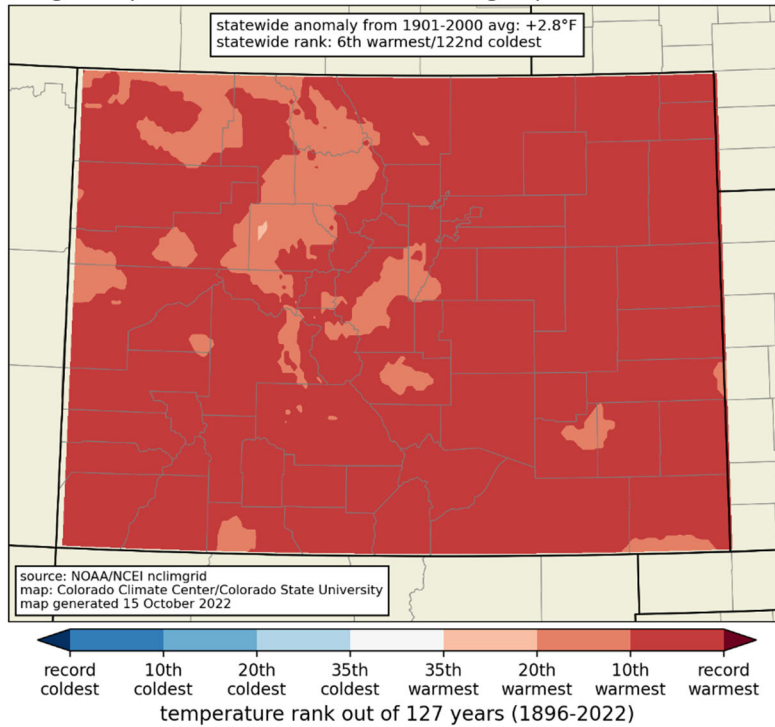 statewide anomaly from 1901-2000 avg: +2.8°F
statewide rank: 6th warmest/122nd coldest
source: NOAA/NCEI nclimgrid
map: Colorado Climate Center/Colorado State University
map generated 15 October 2022
record 10th 20th 35th 35th 20th 10th record
coldest coldest coldest coldest warmest warmest warmest warmest
temperature rank out of 127 years (1896-2022)